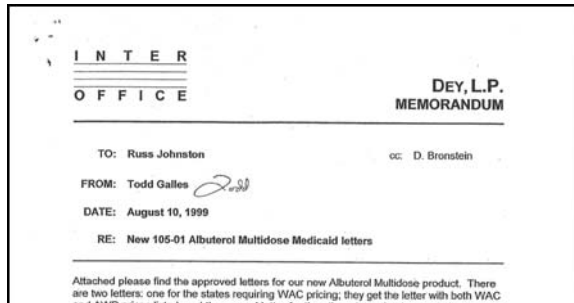 I N T E R
O F F I C E
DEY, L.P.
MEMORANDUM
TO: Russ Johnston cc: D. Bronstein
FROM: Todd Galles Todd
DATE: August 10, 1999
RE: New 105-01 Albuterol Multidose Medicaid letters
Attached please find the approved letters for our new Albuterol Multidose product. There
are two letters: one for the states requiring WAC pricing; they get the letter with both WAC